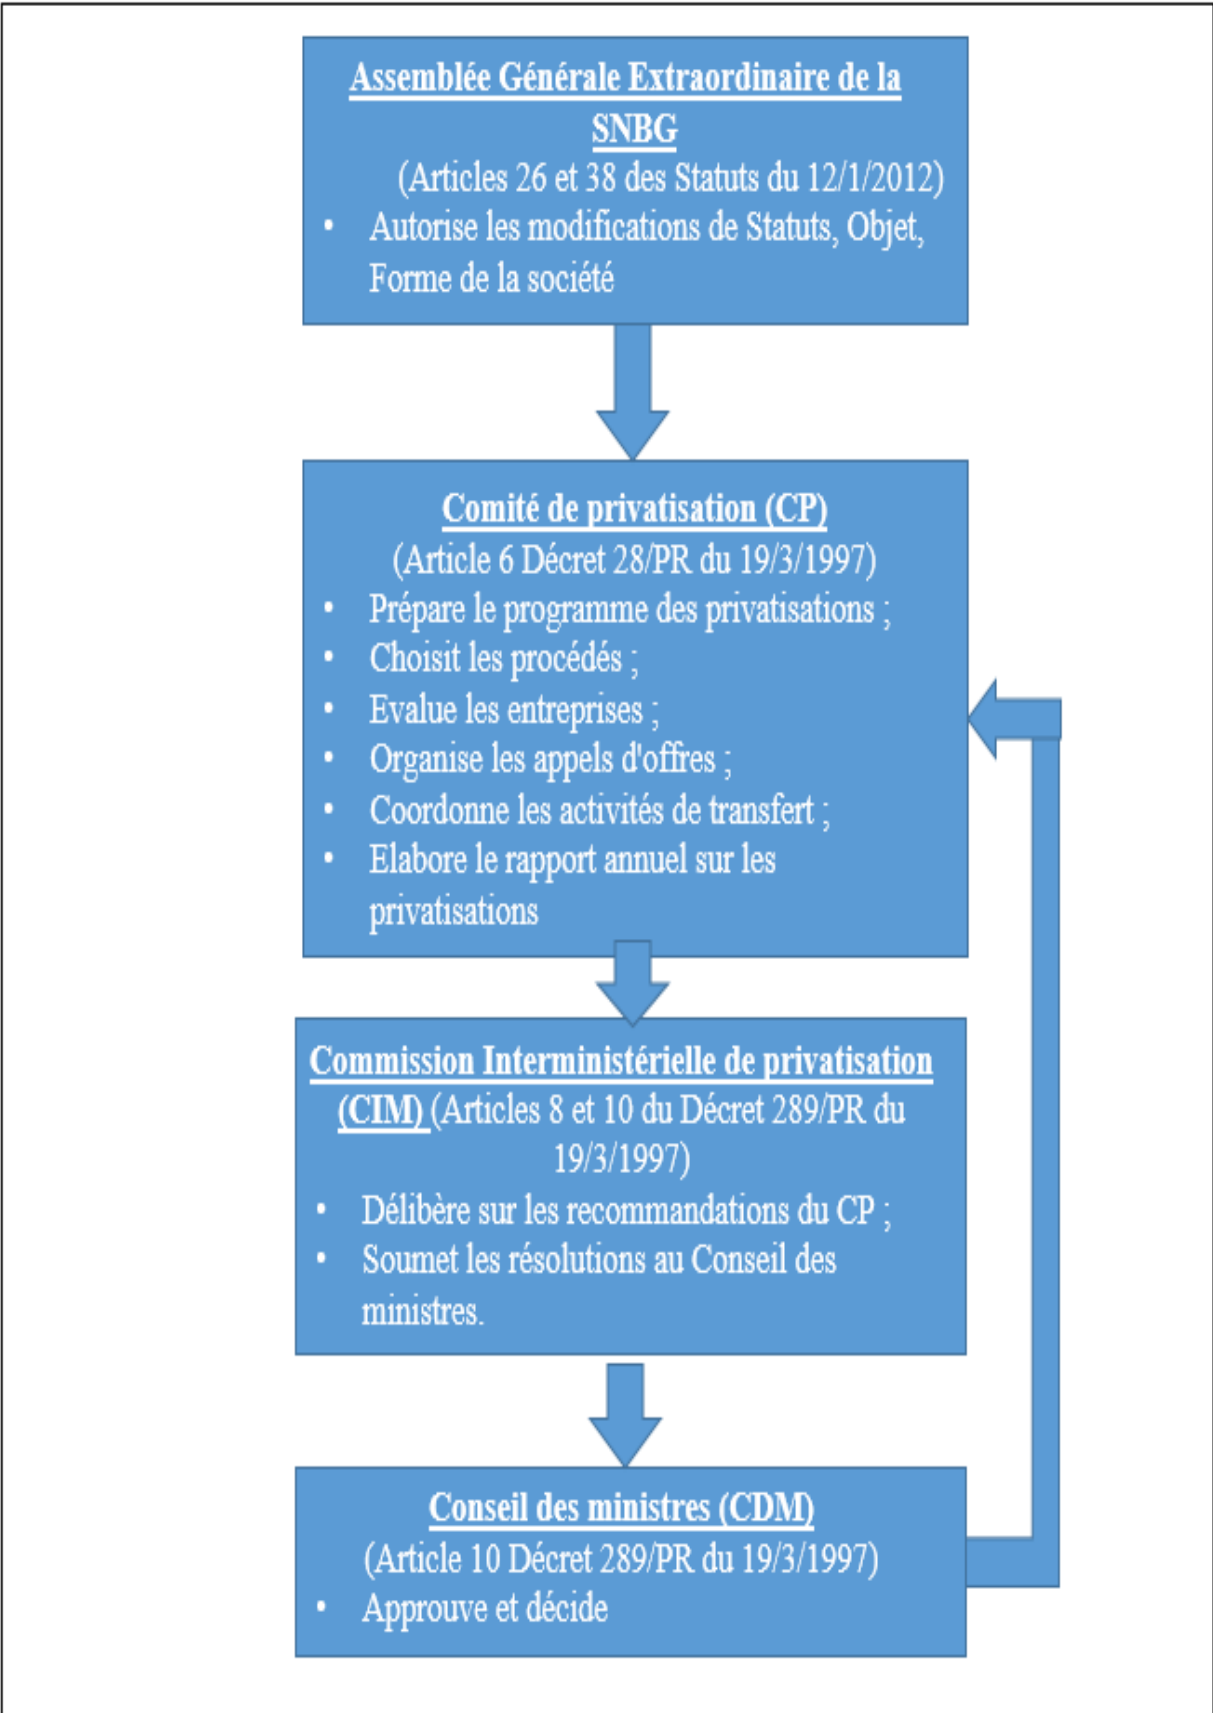 Assemblée Générale Extraordinaire de la
SNBG
(Articles 26 et 38 des Statuts du 12/1/2012)
• Autorise les modifications de Statuts, Objet,
Forme de la société
Comité de privatisation (CP)
(Article 6 Décret 28/PR du 19/3/1997)
• Prépare le programme des privatisations ;
• Choisit les procédés ;
• Evalue les entreprises ;
• Organise les appels d'offres ;
• Coordonne les activités de transfert ;
• Elabore le rapport annuel sur les
privatisations
Commission Interministérielle de privatisation
(CIM) (Articles 8 et 10 du Décret 289/PR du
19/3/1997)
• Délibère sur les recommandations du CP ;
• Soumet les résolutions au Conseil des
ministres.
Conseil des ministres (CDM)
(Article 10 Décret 289/PR du 19/3/1997)
• Approuve et décide